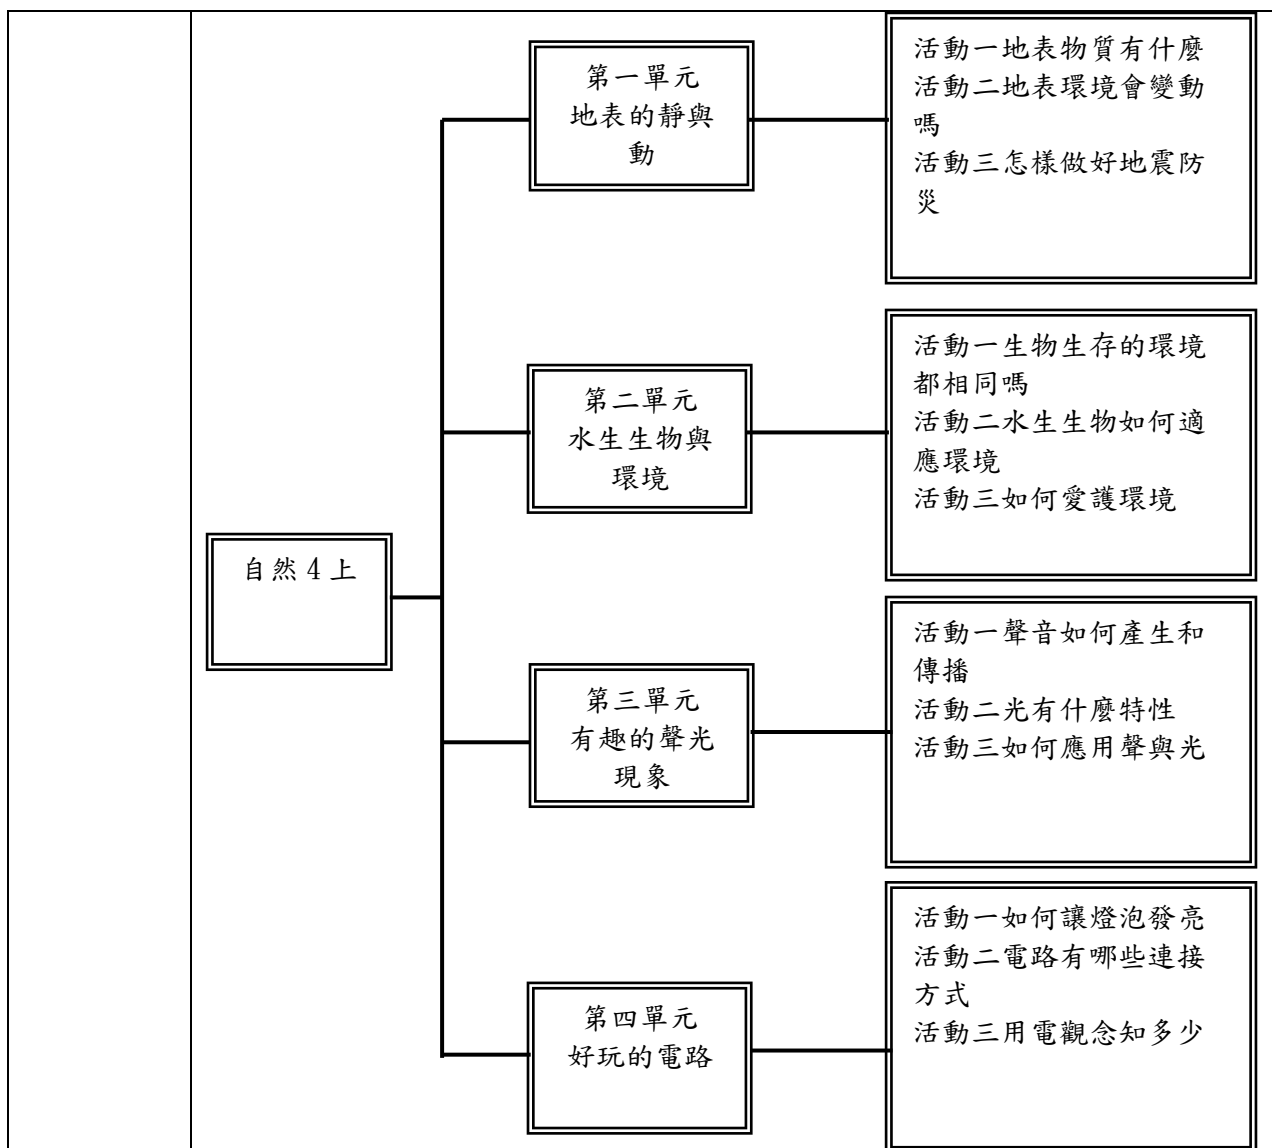 自然4上
第一單元
地表的靜與
動
活動一地表物質有什麼
活動二地表環境會變動
嗎
活動三怎樣做好地震防
災
第二單元
水生生物與
環境
活動一生物生存的環境
都相同嗎
活動二水生生物如何適
應環境
活動三如何愛護環境
第三單元
有趣的聲光
現象
活動一聲音如何產生和
傳播
活動二光有什麼特性
活動三如何應用聲與光
第四單元
好玩的電路
活動一如何讓燈泡發亮
活動二電路有哪些連接
方式
活動三用電觀念知多少